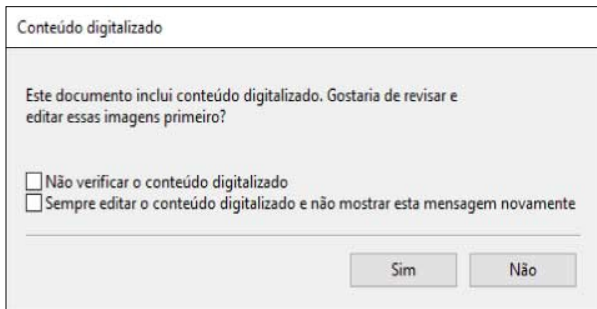 Conteúdo digitalizado
Este documento inclui conteúdo digitalizado. Gostaria de revisar e
editar essas imagens primeiro?
Não verificar o conteúdo digitalizado
Sempre editar o conteúdo digitalizado e não mostrar esta mensagem novamente
Sim
Não